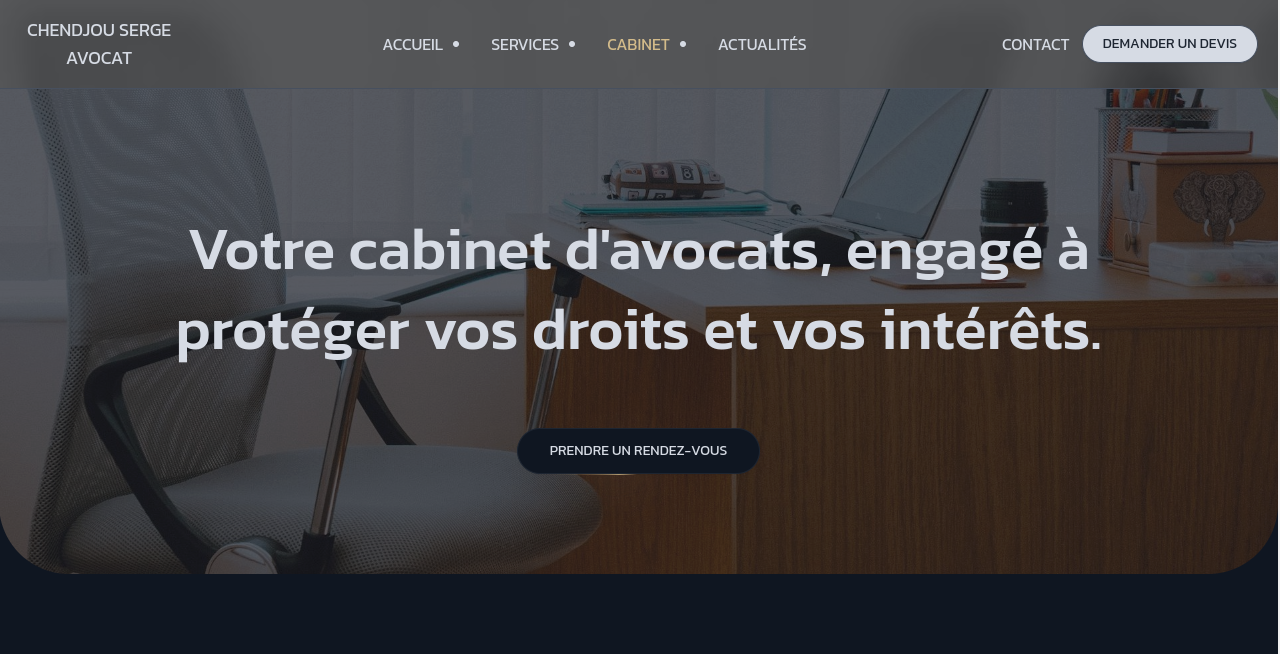 CHENDJOU SERGE
AVOCAT
ACCUEIL
SERVICES
CABINET
ACTUALITÉS
CONTACT
DEMANDER UN DEVIS
Votre cabinet d'avocats, engagé à
protéger vos droits et vos intérêts.
PRENDRE UN RENDEZ-VOUS